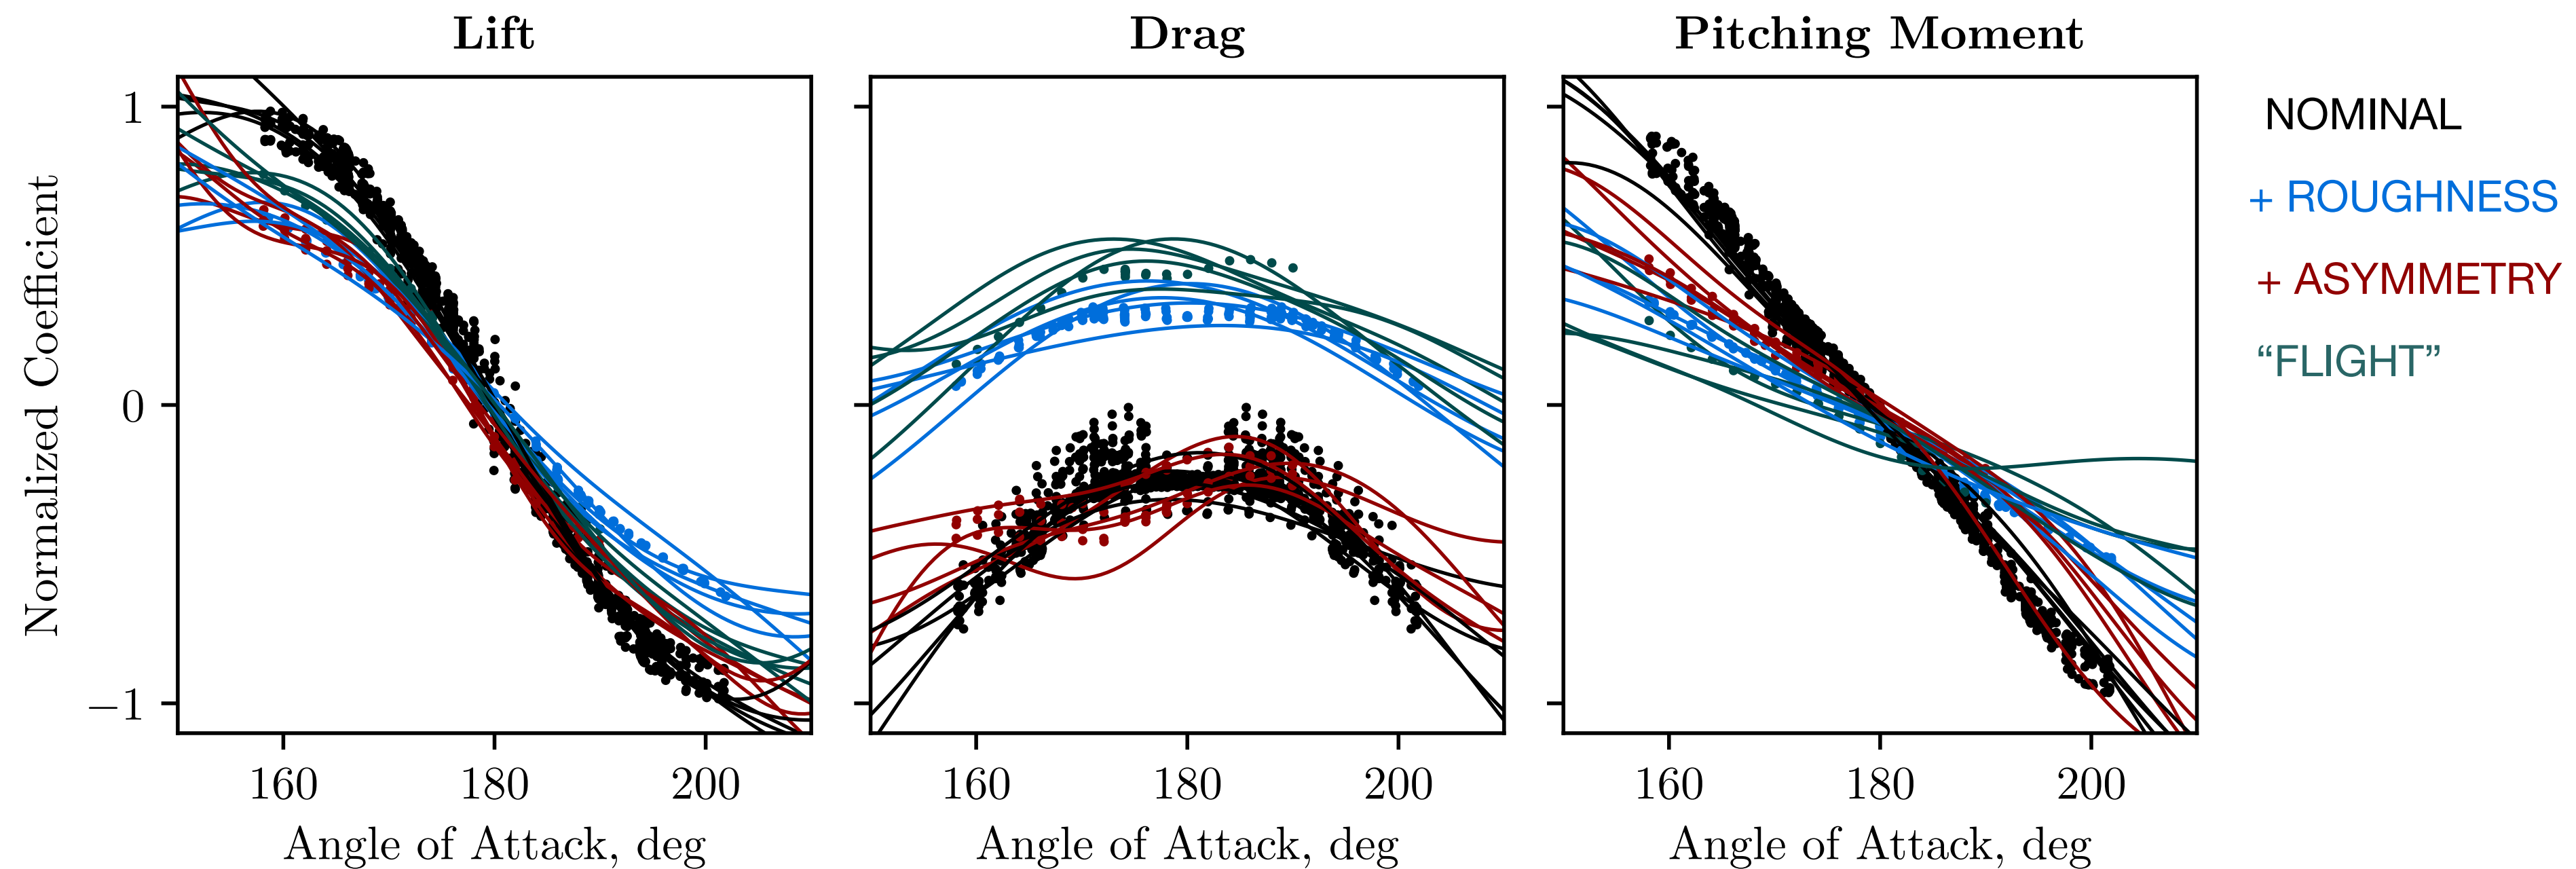 Lift Drag Pitching Moment
NOMINAL
+ ROUGHNESS
+ ASYMMETRY
“FLIGHT”
Normalized Coefficient
1
0
−1
160 180 200 160 180 200 160 180 200
Angle of Attack, deg Angle of Attack, deg Angle of Attack, deg